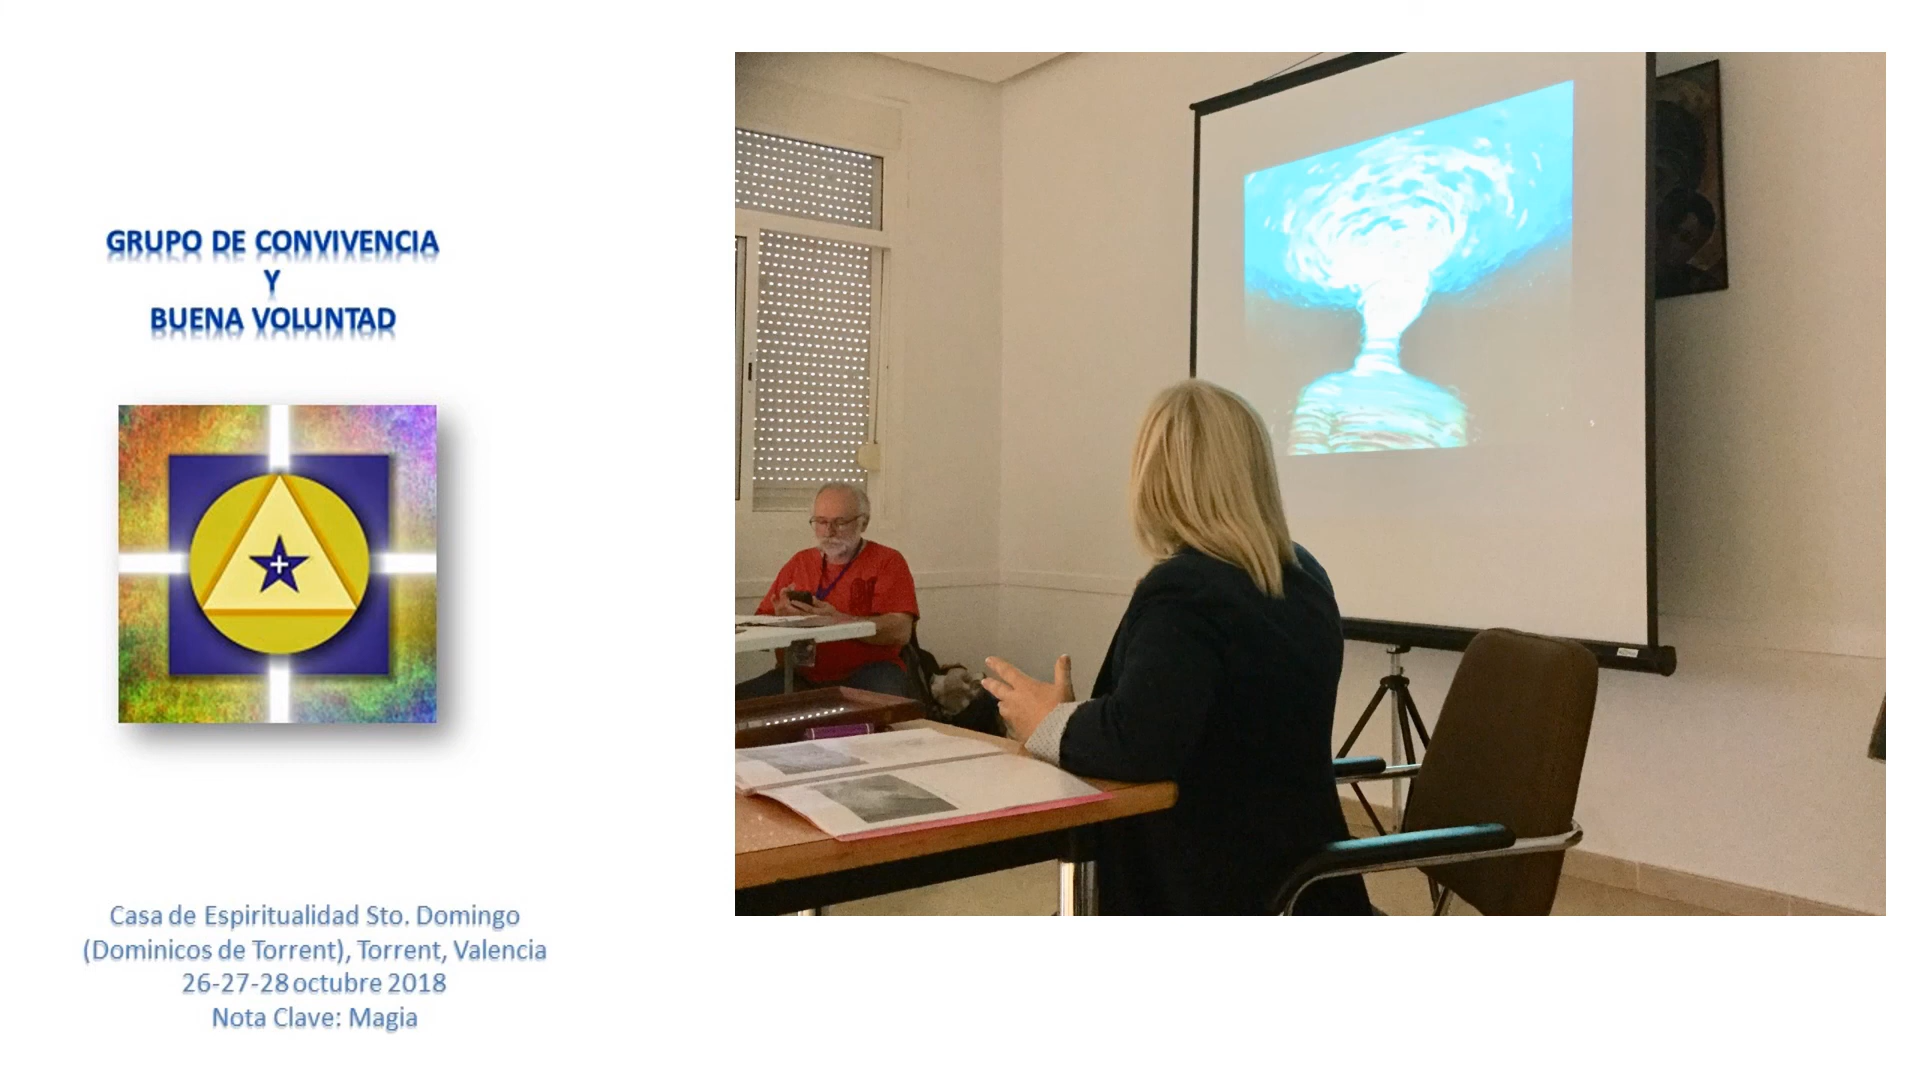 GRUPO DE CONVIVENCIA
Y
BUENA VOLUNTAD
Casa de Espiritualidad Sto. Domingo
(Dominicos de Torrent), Torrent, Valencia
26-27-28 octubre 2018
Nota Clave: Magia